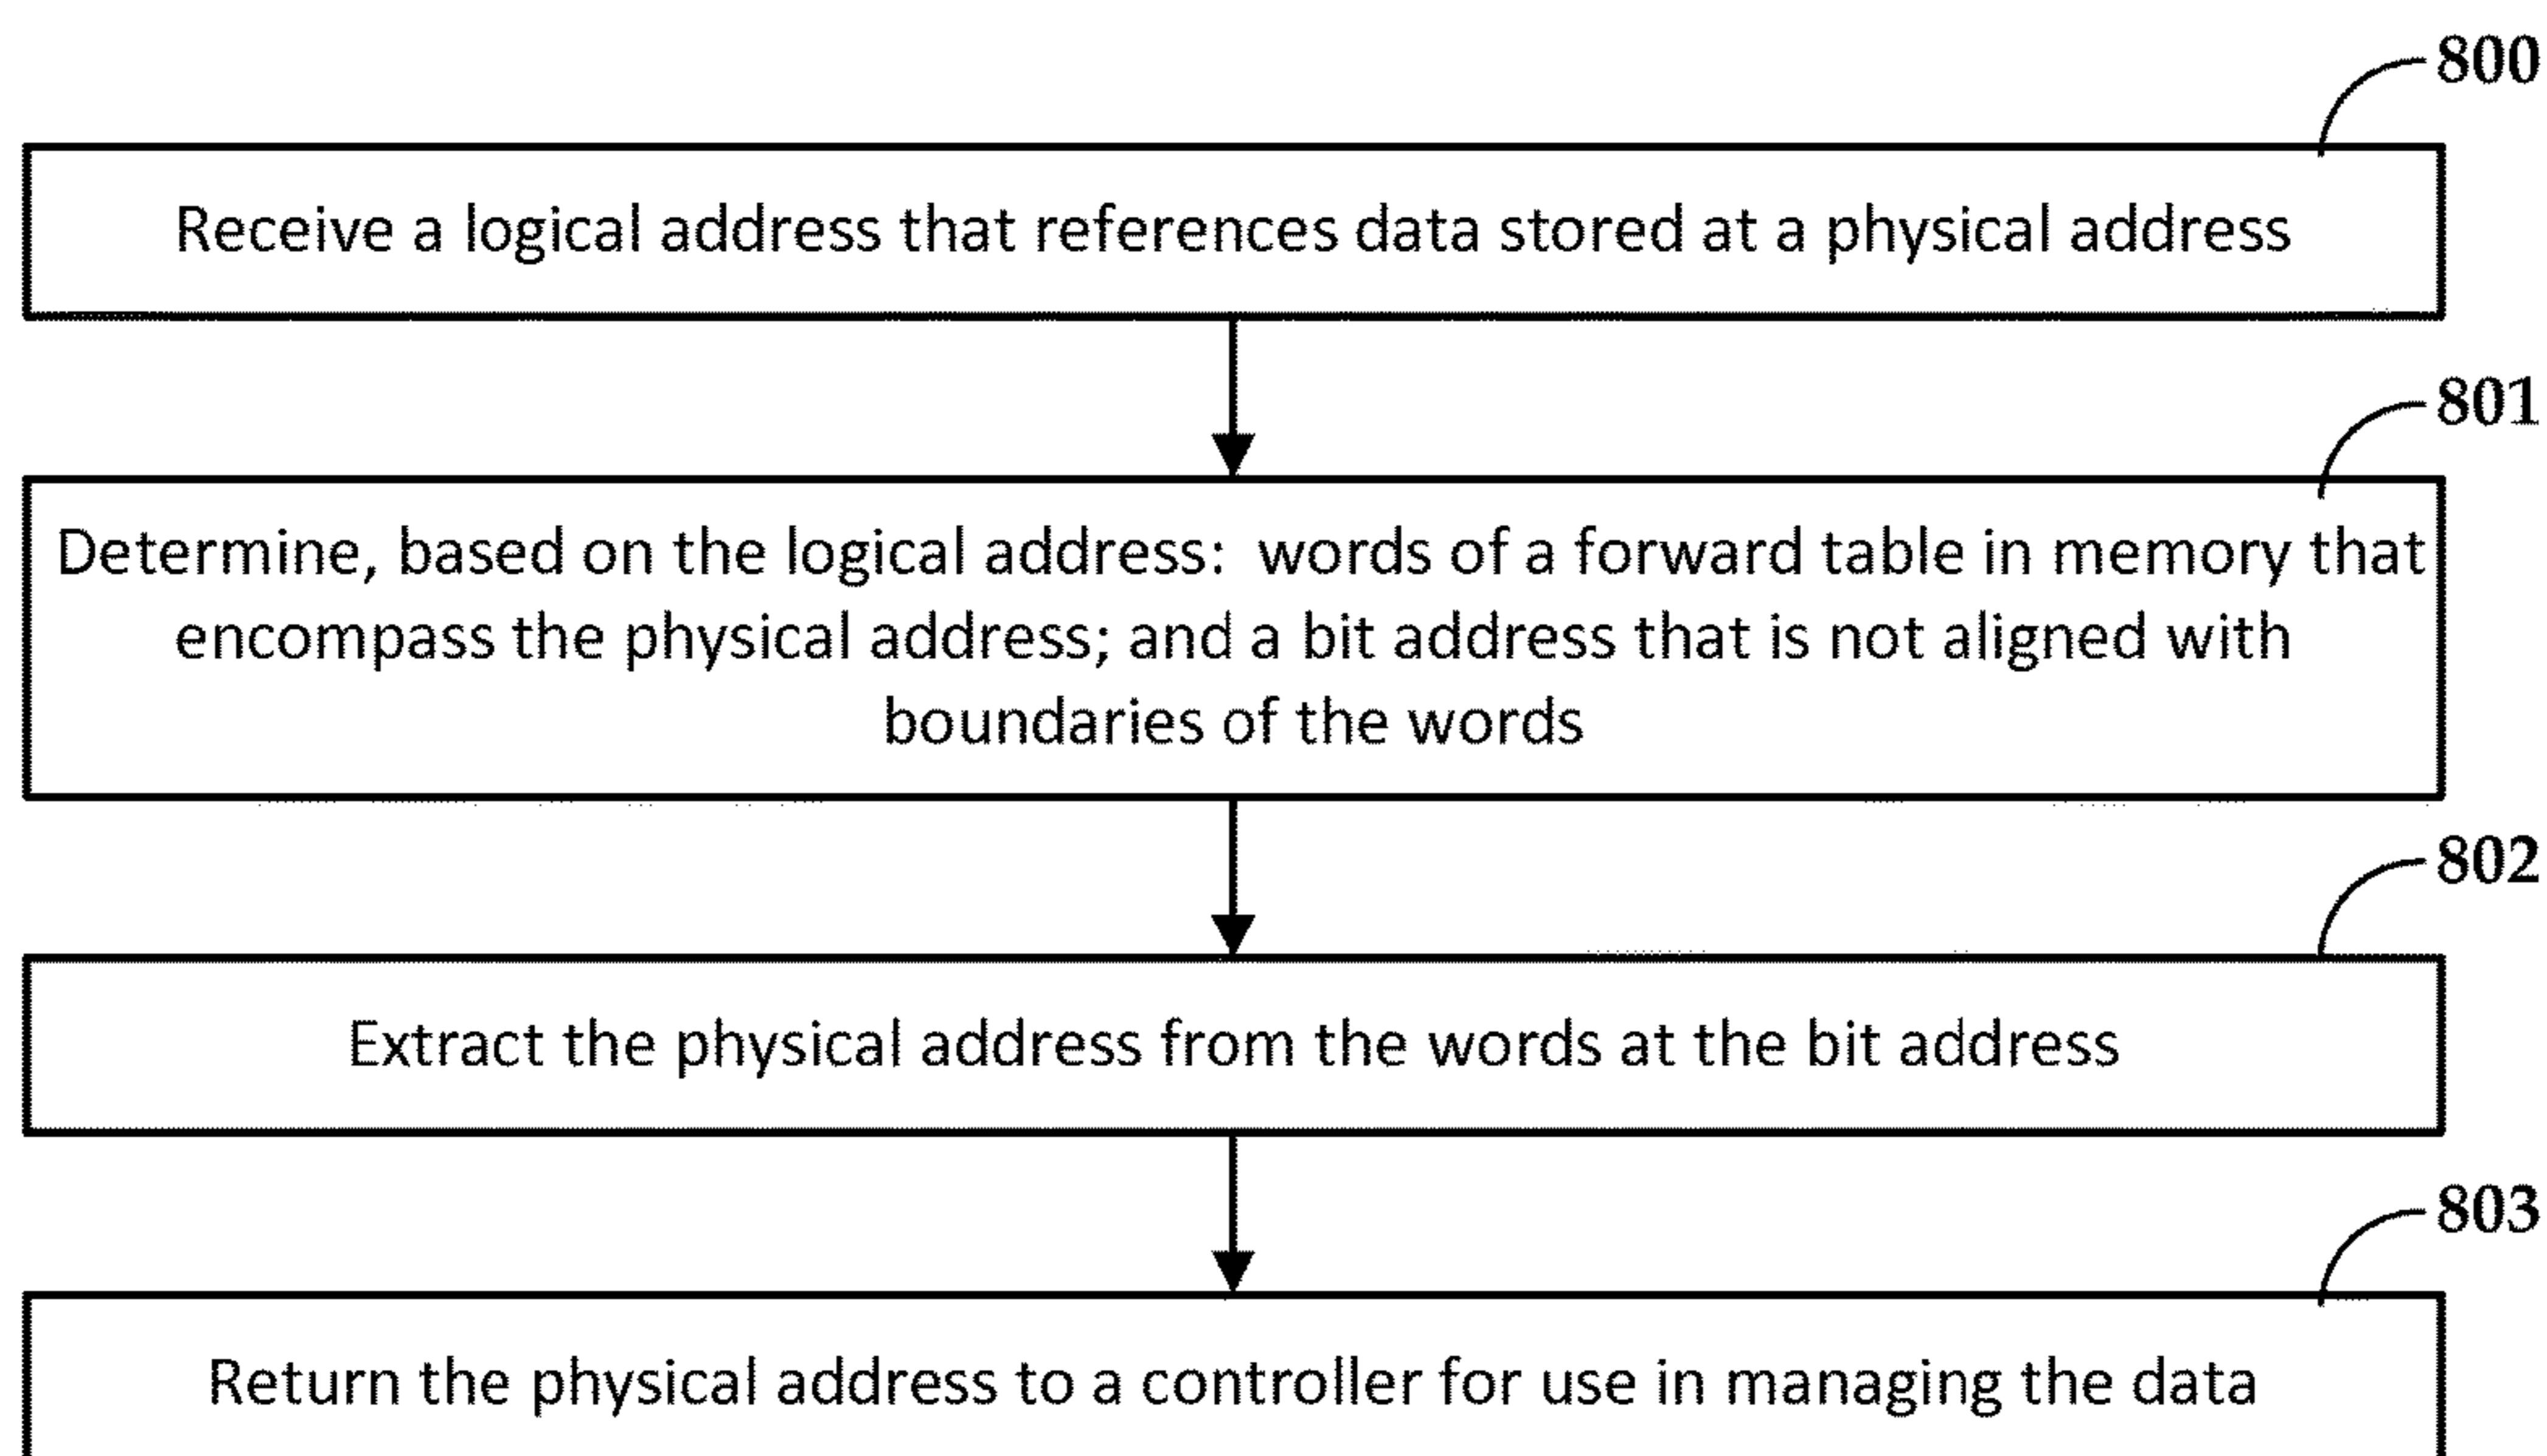 800
Receive a logical address that references data stored at a physical address
801
Determine, based on the logical address: words of a forward table in memory that
encompass the physical address; and a bit address that is not aligned with
boundaries of the words
802
Extract the physical address from the words at the bit address
803
Return the physical address to a controller for use in managing the data